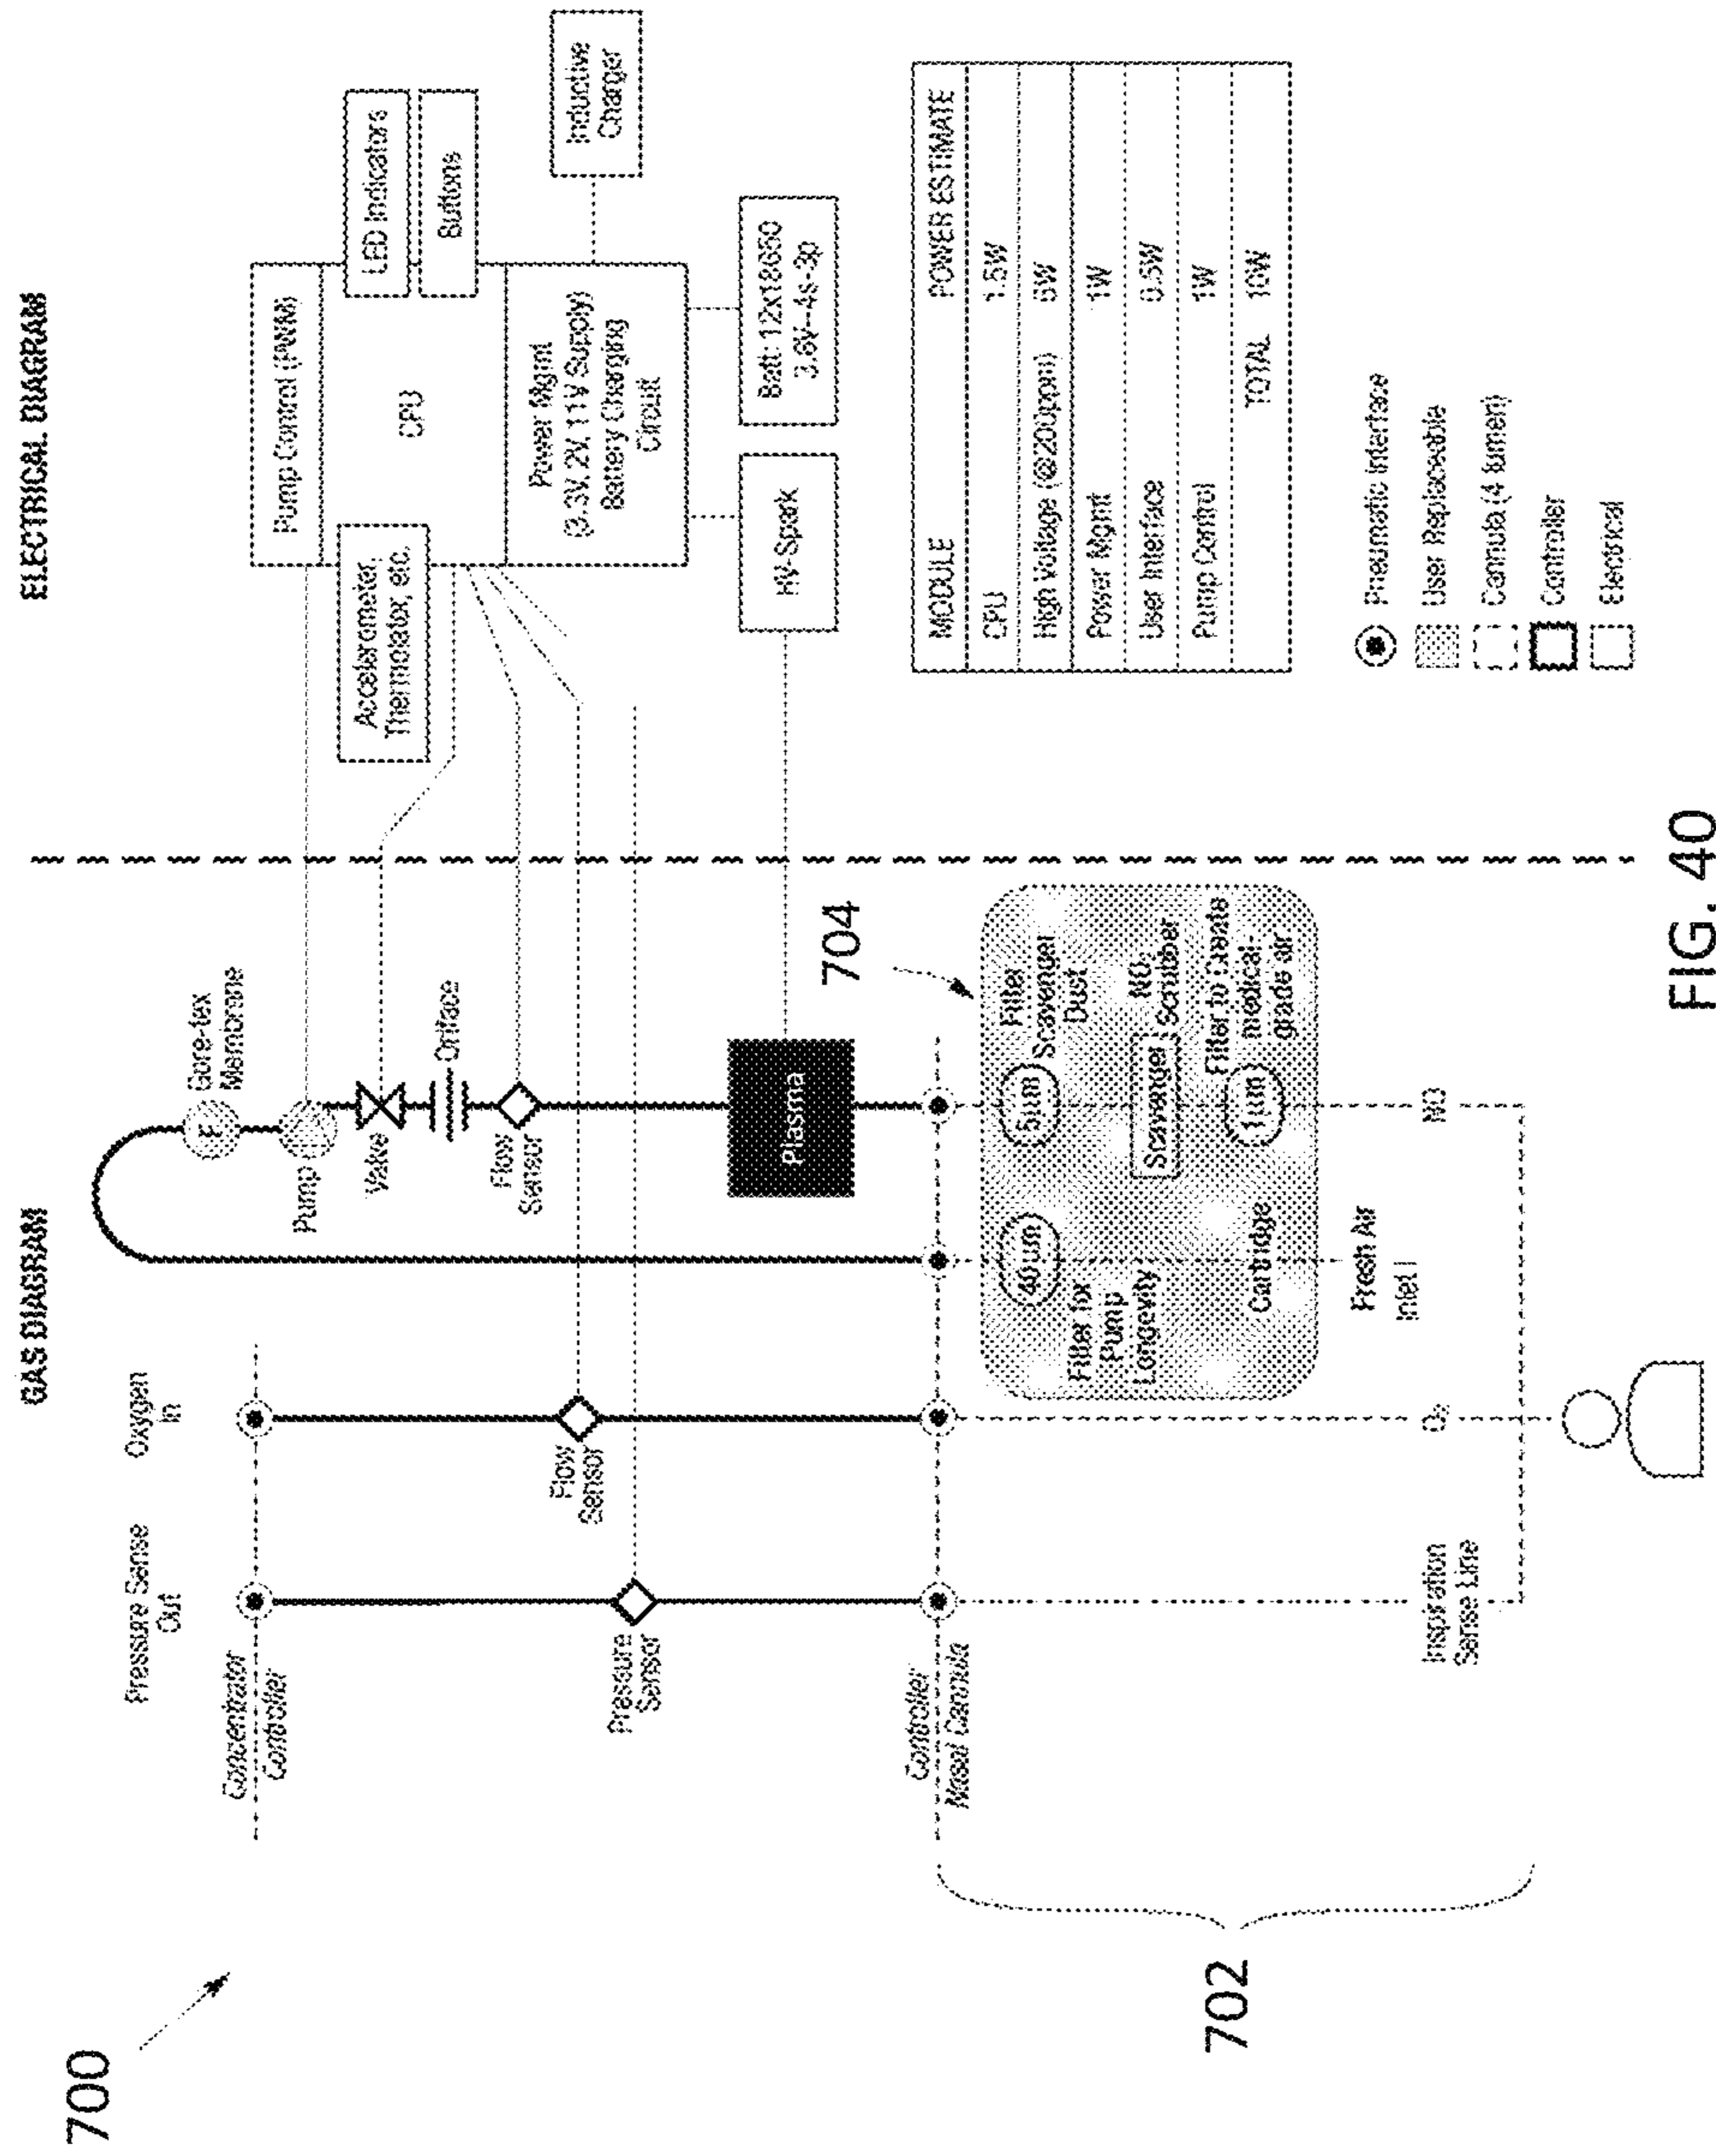 GAS DIAGRAM
ELECTRICAL DIAGRAM
700
Pressure Sense
Out
Oxygen
In
Concentrator
Controller
Gore-tex
Membrane
F
Pump
Valve
Oriface
Flow
Sensor
Flow
Sensor
Pressure
Sensor
Plasma
Controller
Nasal Cannula
702
704
40 um
Filter for
Pump
Longevity
Cartridge
5um
Filter
Scavenger
Dust
Scavenger
Scrubber
1um
Filter to Create
medical-
grade air
Fresh Air
Inspiration
Sense Line
O₂
NO
Pump Control (PWM)
CPU
LED Indicators
Buttons
Accelerometer,
etc.
Power Mgmt
(3.3V, 2V, 11V Supply)
Battery Charging
Circuit
Inductive
Charger
HV-Spark
Batt: 12x18650
3.6V--4s-3p
MODULE POWER ESTIMATE
CPU 1.5W
High Voltage (@200ppm)
Power Mgmt 1W
User Interface 0.5W
Pump Control 1W
TOTAL 10W
Pneumatic Interface
User Replaceable
Cannula (4 lumen)
Controller
Electrical
FIG. 40